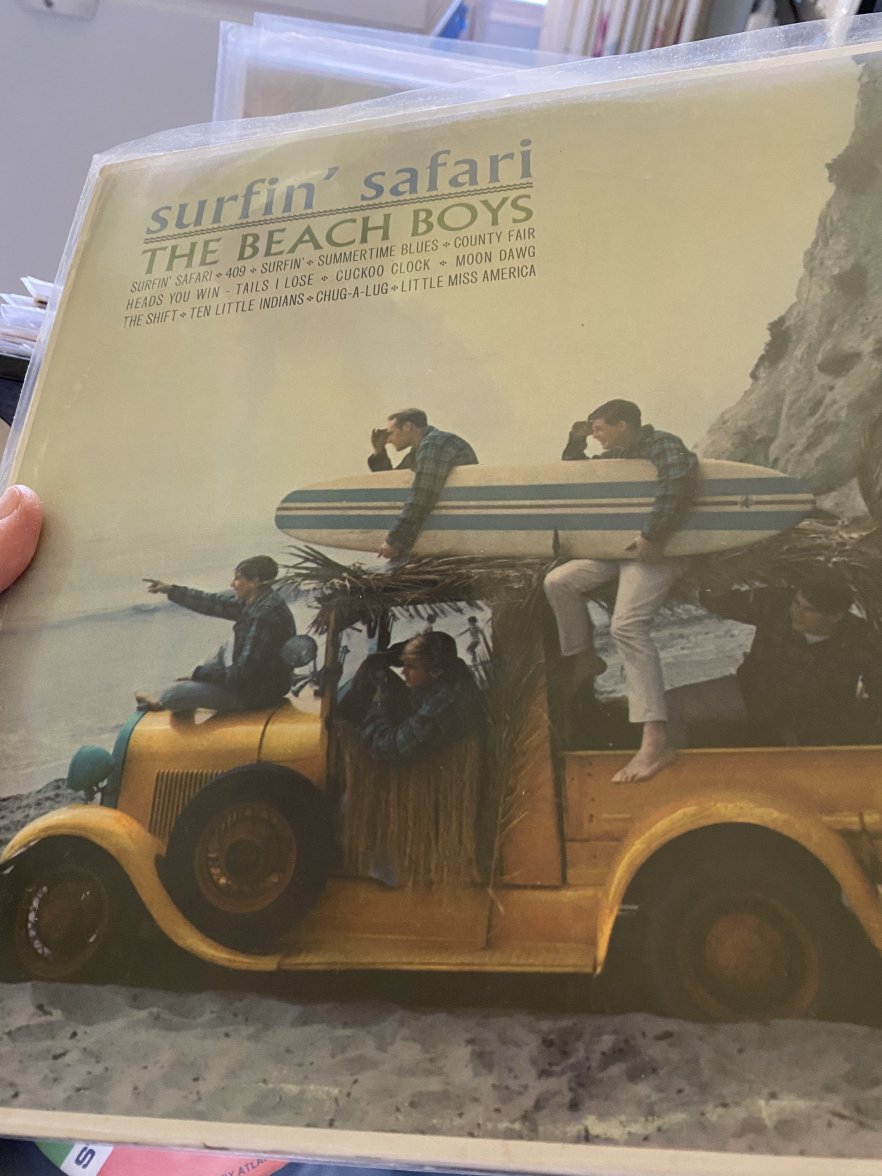 surfin' safari
THE BEACH BOYS
SURFIN' SAFARI ✦ 409 ✦ SURFIN' ✦ SUMMERTIME BLUES ✦ COUNTY FAIR
HEADS YOU WIN - TAILS I LOSE ✦ CUCKOO CLOCK ✦ MOON DAWG
THE SHIFT ✦ TEN LITTLE INDIANS ✦ CHUG-A-LUG ✦ LITTLE MISS AMERICA
S